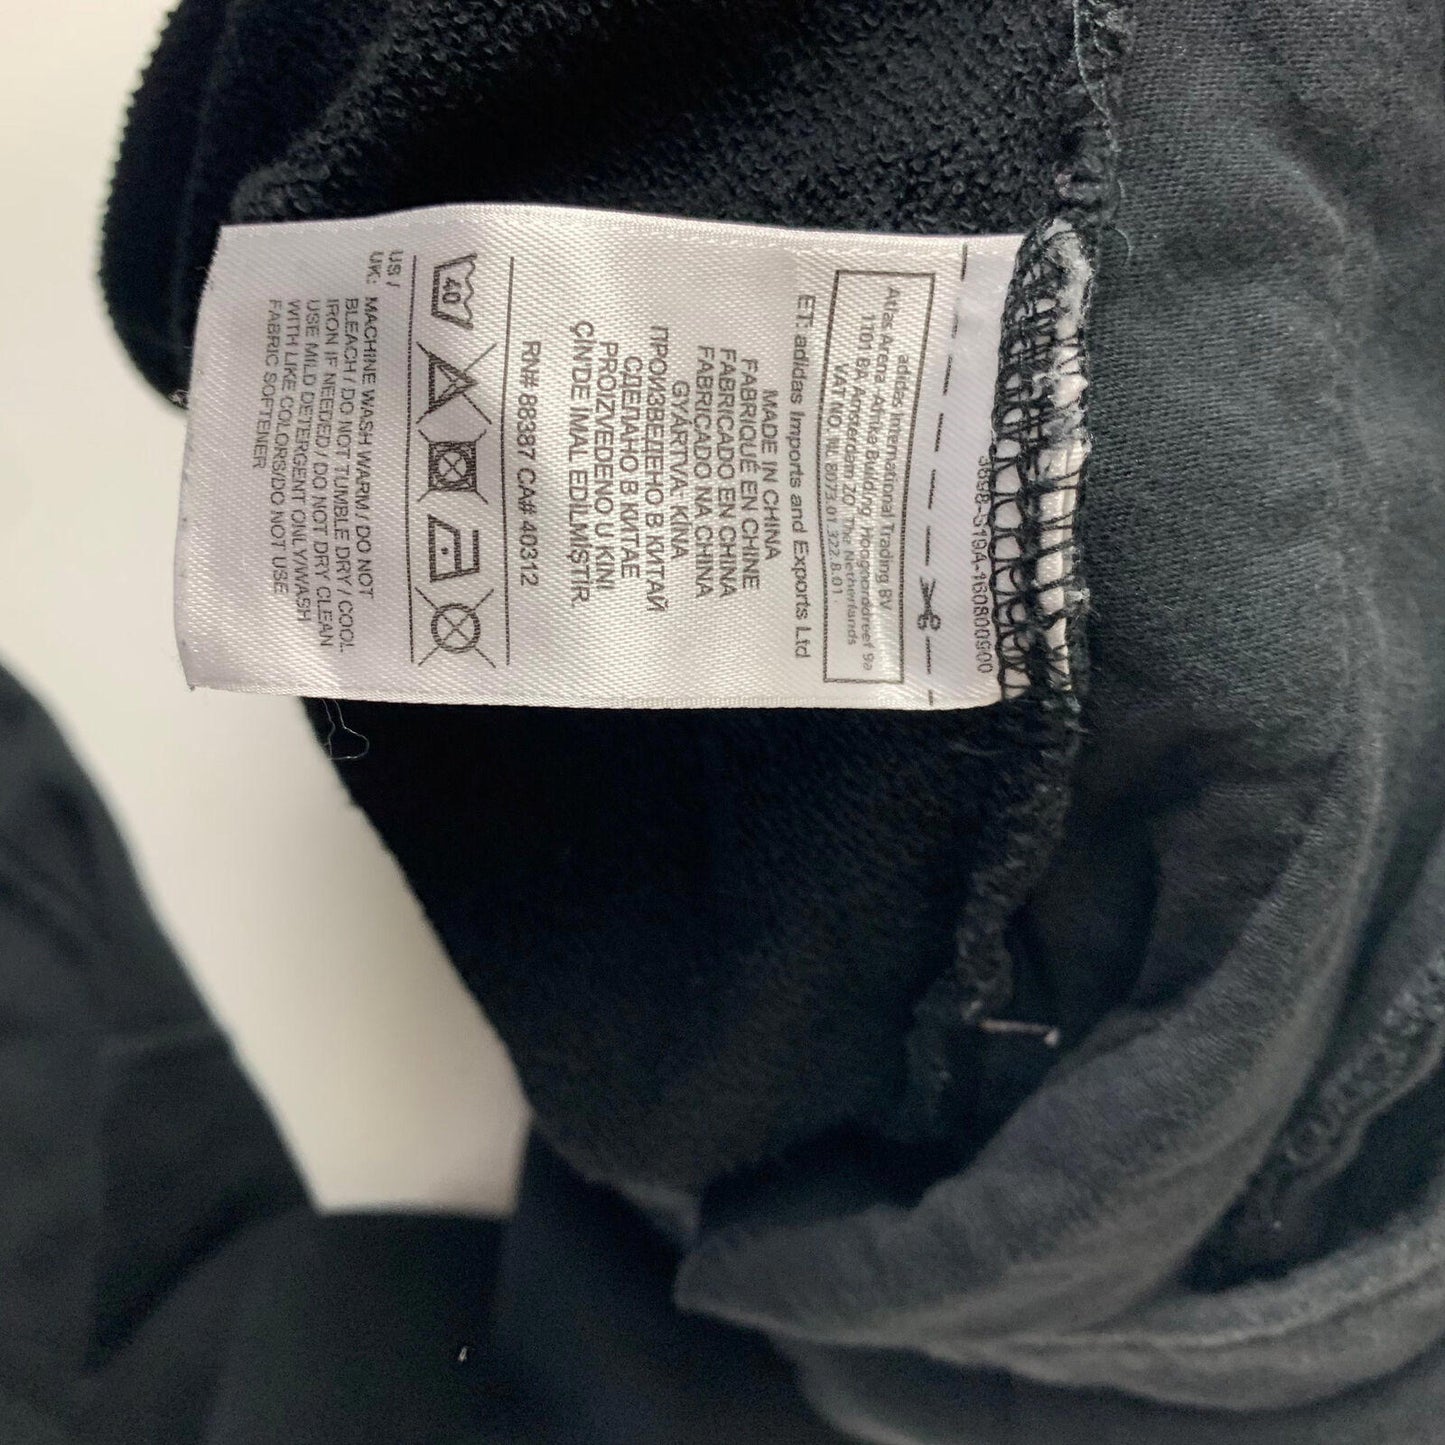 adidas International Trading BV
Atlas Arena Afrika Building Hoogoorddreef 9a
1101 BA Amsterdam ZO The Netherlands
VAT NO. NL 8073.01.322.B.01
ET: adidas Imports and Exports Ltd
MADE IN CHINA
FABRIQUÉ EN CHINE
FABRICADO EN CHINA
FABRICADO NA CHINA
GYÁRTVA: KÍNA
ПРОИЗВЕДЕНО В КИТАЙ
СДЕЛАНО В КИТАЕ
PROIZVEDENO U KINI
ÇİN'DE İMAL EDİLMİŞTİR.
RN# 88387 CA# 40312
40
US /
UK: MACHINE WASH WARM / DO NOT
BLEACH / DO NOT TUMBLE DRY / COOL
IRON IF NEEDED / DO NOT DRY CLEAN
USE MILD DETERGENT ONLY/WASH
WITH LIKE COLORS/DO NOT USE
FABRIC SOFTENER